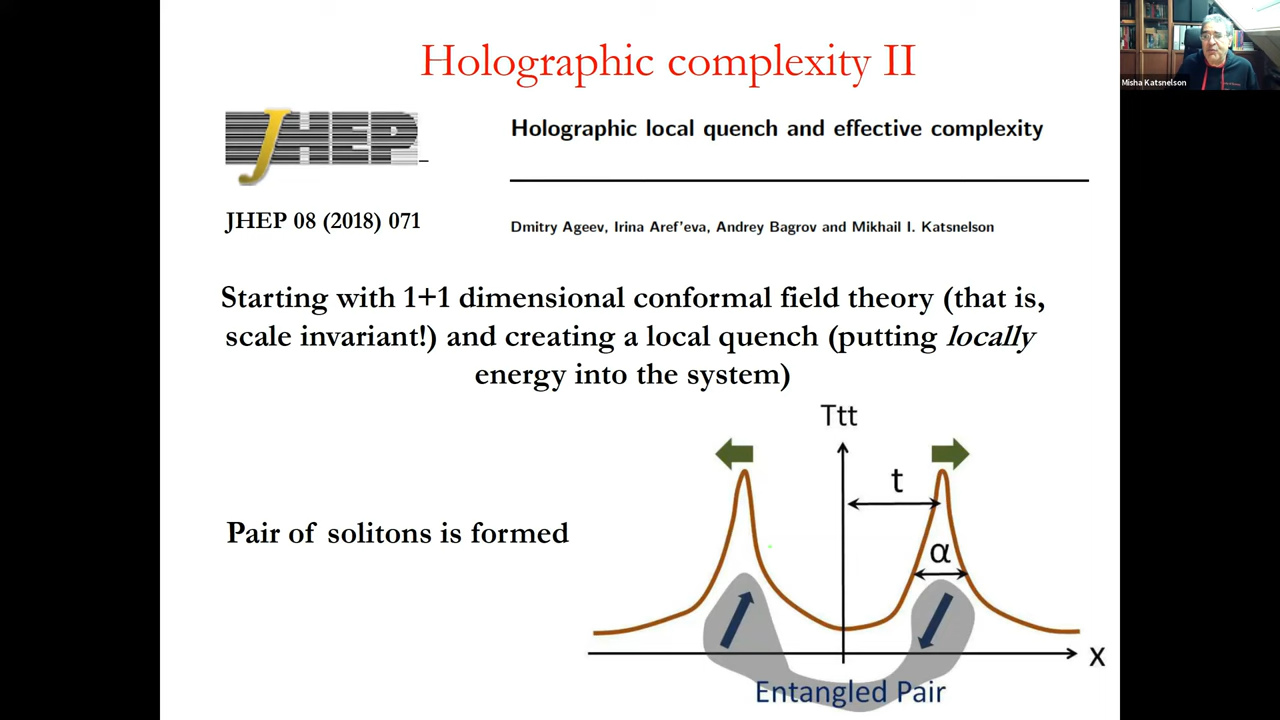 Holographic complexity II
Misha Katsnelson
JHEP
Holographic local quench and effective complexity
JHEP 08 (2018) 071
Dmitry Ageev, Irina Aref'eva, Andrey Bagrov and Mikhail I. Katsnelson
Starting with 1+1 dimensional conformal field theory (that is,
scale invariant!) and creating a local quench (putting locally
energy into the system)
Ttt
t
α
Pair of solitons is formed
x
Entangled Pair